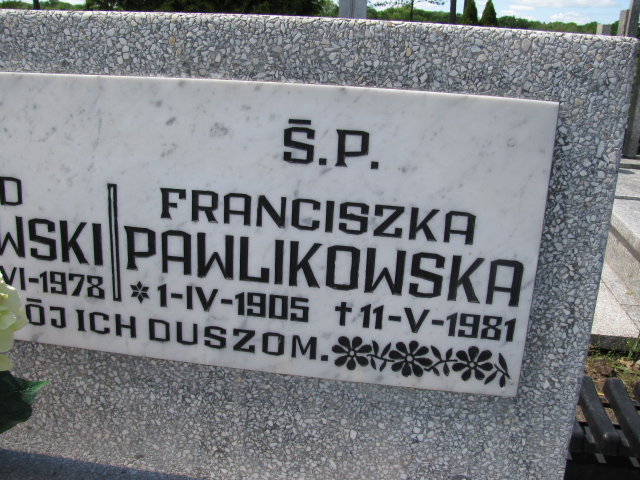 Ś.P.
D FRANCISZKA
WSKI PAWLIKOWSKA
VI-1978 * 1-IV-1905 † 11-V-1981
ÓJ ICH DUSZOM.